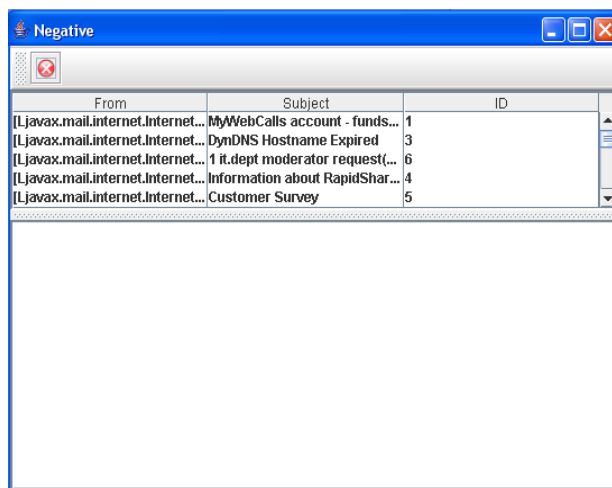 Negative
From Subject ID
[Ljavax.mail.internet.Internet... MyWebCalls account - funds... 1
[Ljavax.mail.internet.Internet... DynDNS Hostname Expired 3
[Ljavax.mail.internet.Internet... 1 it.dept moderator request(... 6
[Ljavax.mail.internet.Internet... Information about RapidShar... 4
[Ljavax.mail.internet.Internet... Customer Survey 5